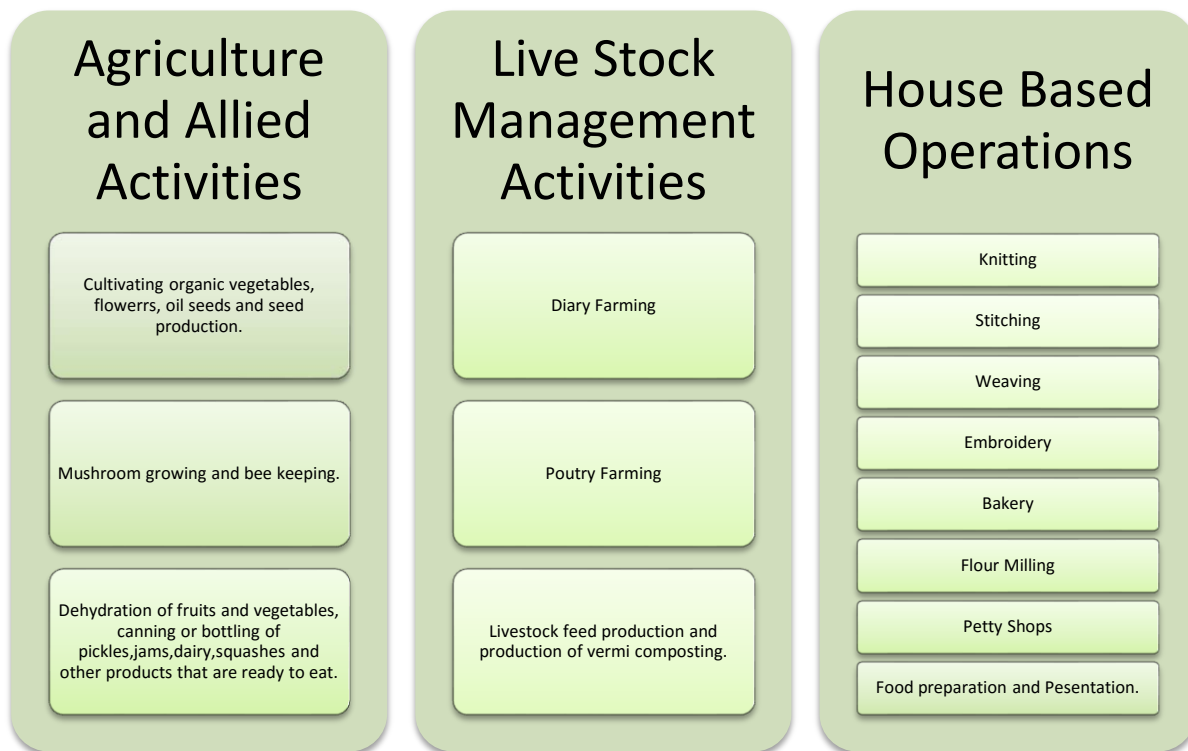 Agriculture
and Allied
Activities
Cultivating organic vegetables,
flowerrs, oil seeds and seed
production.
Mushroom growing and bee keeping.
Dehydration of fruits and vegetables,
canning or bottling of
pickles,jams,dairy,squashes and
other products that are ready to eat.
Live Stock
Management
Activities
Diary Farming
Poutry Farming
Livestock feed production and
production of vermi composting.
House Based
Operations
Knitting
Stitching
Weaving
Embroidery
Bakery
Flour Milling
Petty Shops
Food preparation and Pesentation.